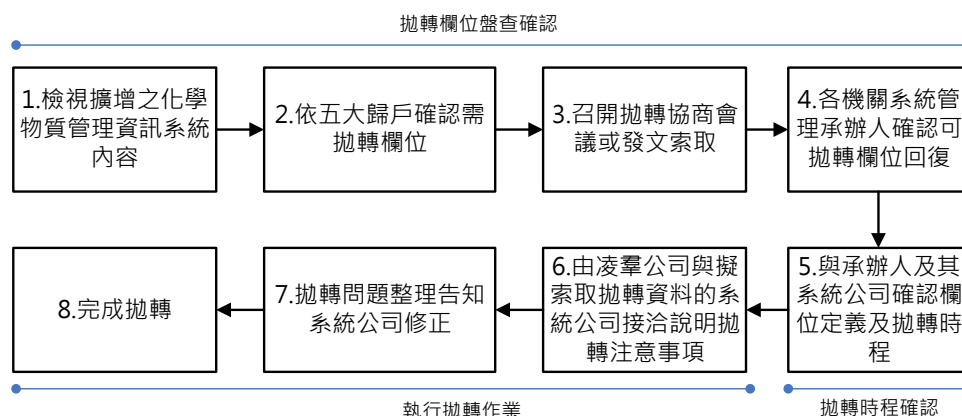 拋轉欄位盤查確認
1.檢視擴增之化學
物質管理資訊系統
內容
2.依五大歸戶確認需
拋轉欄位
3.召開拋轉協商會
議或發文索取
4.各機關系統管
理承辦人確認可
拋轉欄位回復
5.與承辦人及其
系統公司確認欄
位定義及拋轉時
程
6.由凌羣公司與擬
索取拋轉資料的系
統公司接洽說明拋
轉注意事項
7.拋轉問題整理告知
系統公司修正
8.完成拋轉
執行拋轉作業
拋轉時程確認